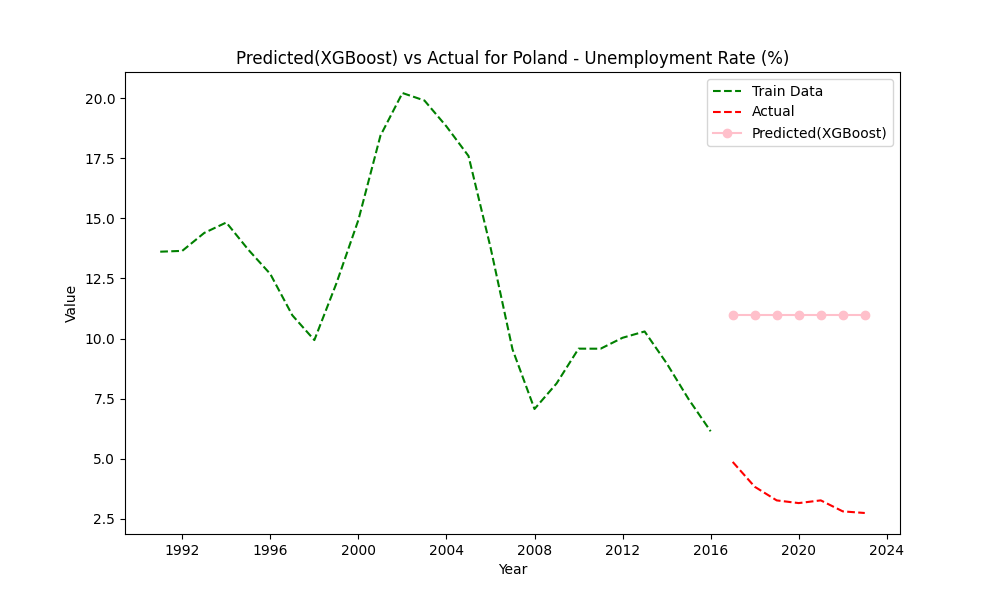 Predicted(XGBoost) vs Actual for Poland - Unemployment Rate (%)
Train Data
Actual
Predicted(XGBoost)
20.0
17.5
15.0
12.5
10.0
7.5
5.0
2.5
Value
1992 1996 2000 2004 2008 2012 2016 2020 2024
Year